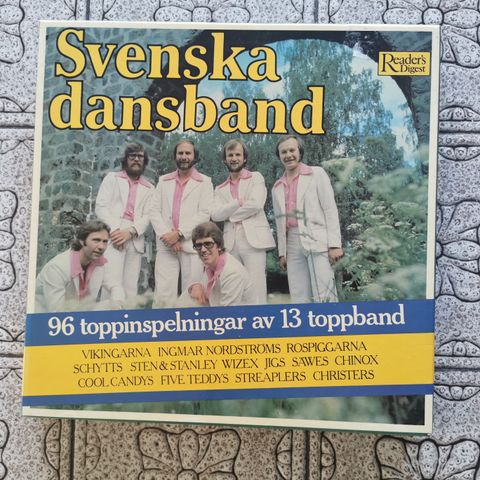 Svenska
dansband
Reader's
Digest
96 toppinspelningar av 13 toppband
VIKINGARNA INGMAR NORDSTRÖMS ROSPIGGARNA
SCHYTTS STEN & STANLEY WIZEX JIGS SAWES CHINOX
COOL CANDYS FIVE TEDDYS STREAPLERS CHRISTERS